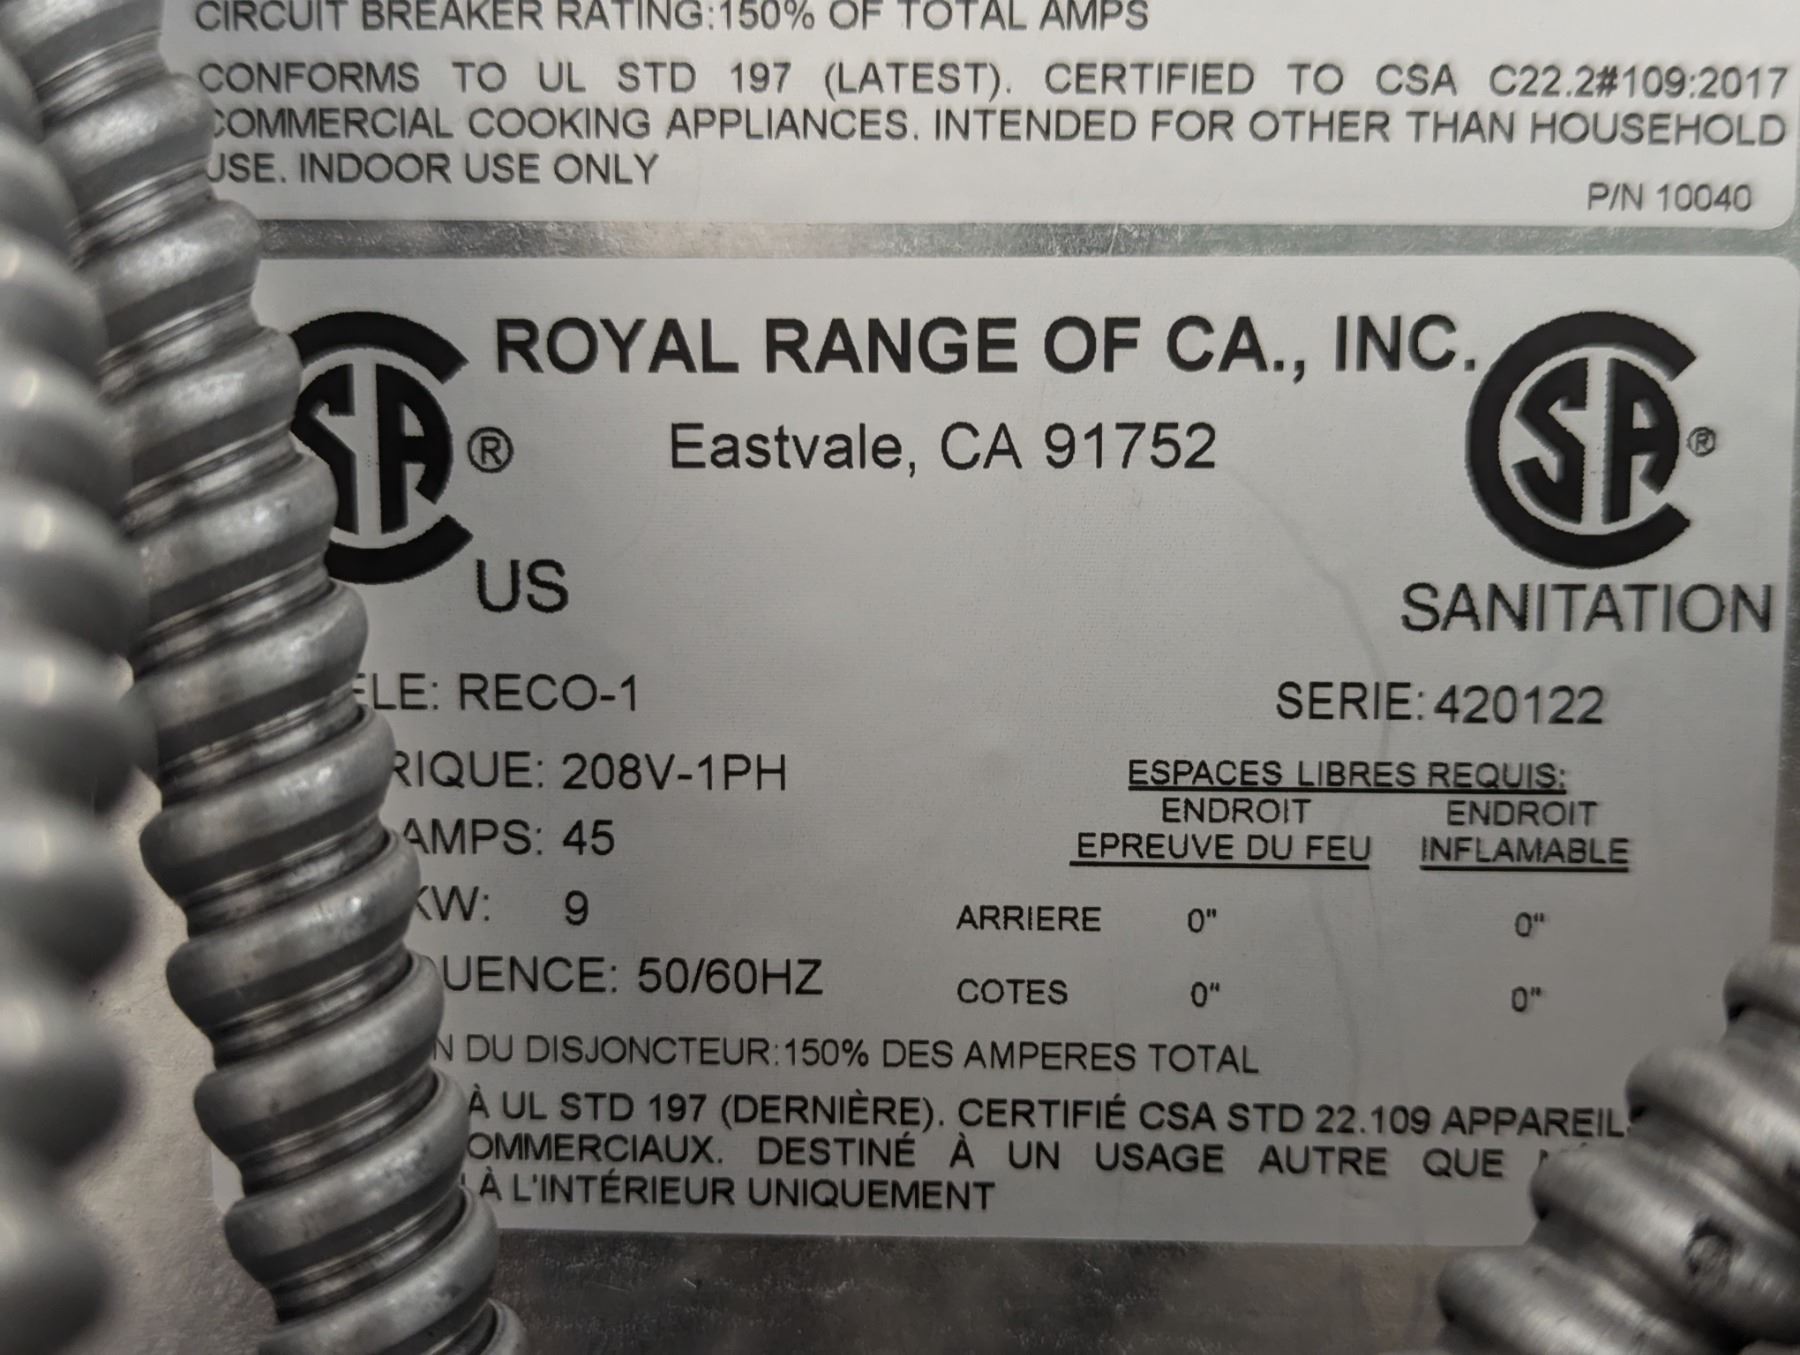 CIRCUIT BREAKER RATING:150% OF TOTAL AMPS
CONFORMS TO UL STD 197 (LATEST). CERTIFIED TO CSA C22.2#109:2017
COMMERCIAL COOKING APPLIANCES. INTENDED FOR OTHER THAN HOUSEHOLD
USE. INDOOR USE ONLY
P/N 10040
ROYAL RANGE OF CA., INC.
Eastvale, CA 91752
SA ®
US
CSA ®
SANITATION
ELE: RECO-1
SERIE: 420122
RIQUE: 208V-1PH
AMPS: 45
KW: 9
UENCE: 50/60HZ
ESPACES LIBRES REQUIS:
ENDROIT ENDROIT
EPREUVE DU FEU INFLAMABLE
ARRIERE 0" 0"
COTES 0" 0"
N DU DISJONCTEUR:150% DES AMPERES TOTAL
À UL STD 197 (DERNIÈRE). CERTIFIÉ CSA STD 22.109 APPAREILS
OMMERCIAUX. DESTINÉ À UN USAGE AUTRE QUE
À L'INTÉRIEUR UNIQUEMENT